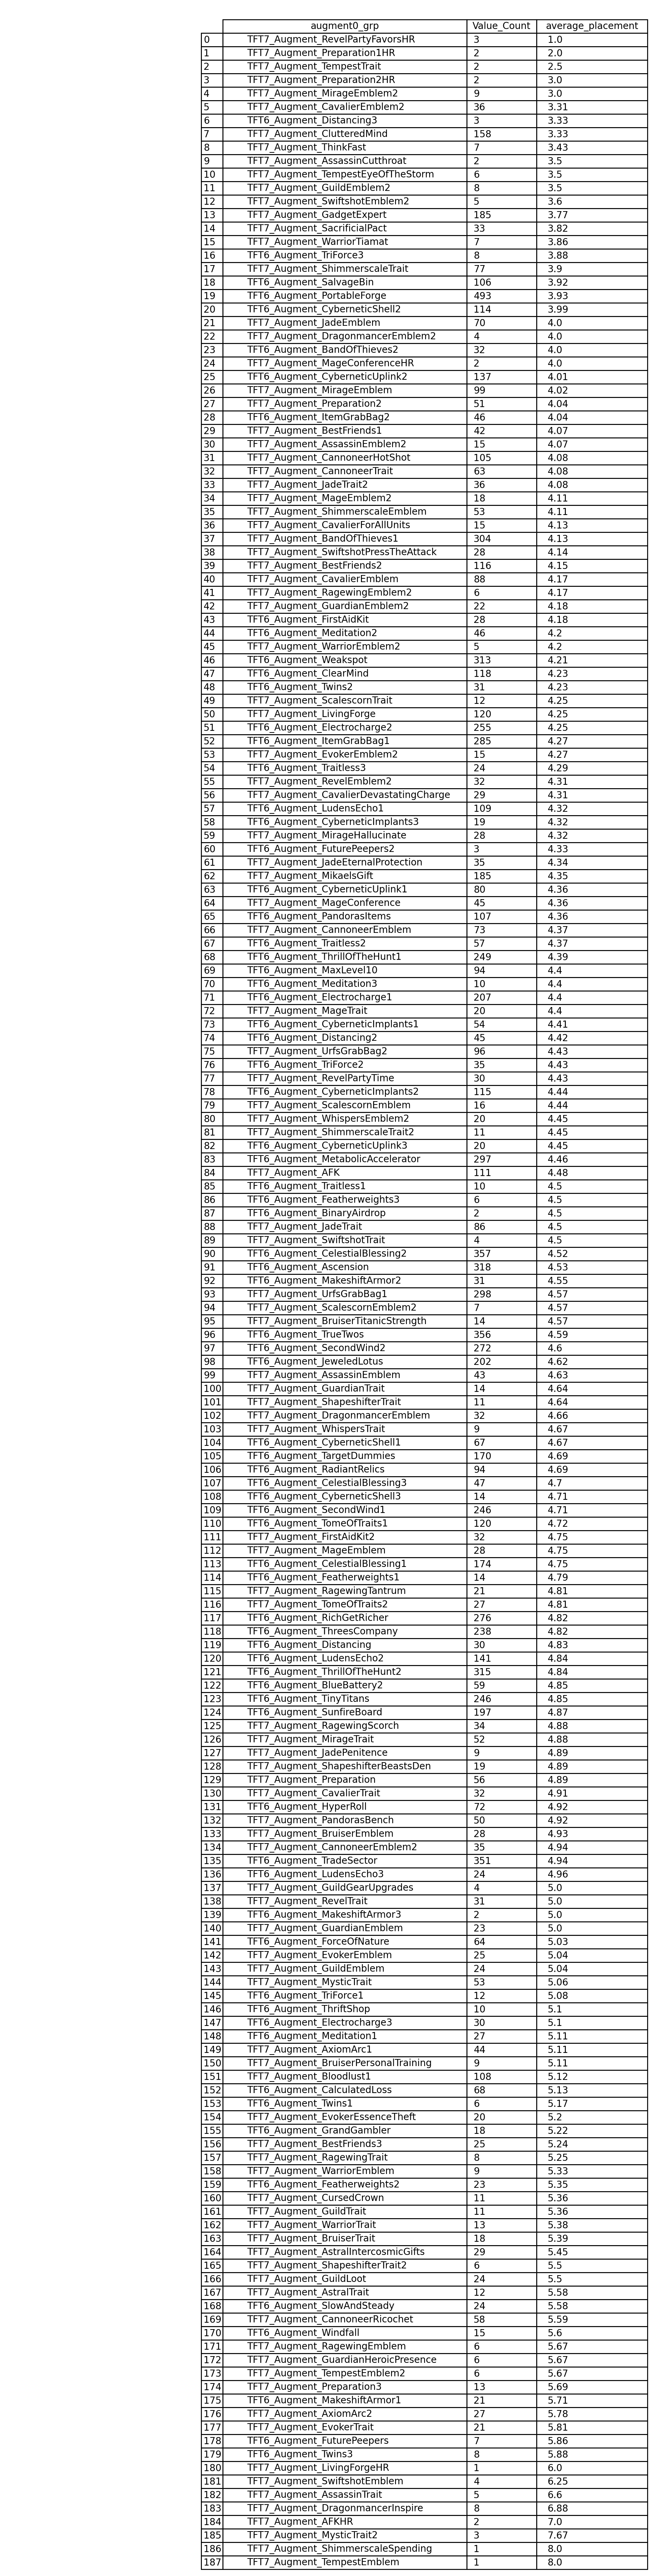 augment0_grp Value_Count average_placement
0 TFT7_Augment_RevelPartyFavorsHR 3 1.0
1 TFT7_Augment_Preparation1HR 2 2.0
2 TFT7_Augment_TempestTrait 2 2.5
3 TFT7_Augment_Preparation2HR 2 3.0
4 TFT7_Augment_MirageEmblem2 9 3.0
5 TFT7_Augment_CavalierEmblem2 36 3.31
6 TFT6_Augment_Distancing3 3 3.33
7 TFT7_Augment_ClutteredMind 158 3.33
8 TFT7_Augment_ThinkFast 7 3.43
9 TFT7_Augment_AssassinCutthroat 2 3.5
10 TFT7_Augment_TempestEyeOfTheStorm 6 3.5
11 TFT7_Augment_GuildEmblem2 8 3.5
12 TFT7_Augment_SwiftshotEmblem2 5 3.6
13 TFT7_Augment_GadgetExpert 185 3.77
14 TFT7_Augment_SacrificialPact 33 3.82
15 TFT7_Augment_WarriorTiamat 7 3.86
16 TFT6_Augment_TriForce3 8 3.88
17 TFT7_Augment_ShimmerscaleTrait 77 3.9
18 TFT6_Augment_SalvageBin 106 3.92
19 TFT6_Augment_PortableForge 493 3.93
20 TFT6_Augment_CyberneticShell2 114 3.99
21 TFT7_Augment_JadeEmblem 70 4.0
22 TFT7_Augment_DragonmancerEmblem2 4 4.0
23 TFT6_Augment_BandOfThieves2 32 4.0
24 TFT7_Augment_MageConferenceHR 2 4.0
25 TFT6_Augment_CyberneticUplink2 137 4.01
26 TFT7_Augment_MirageEmblem 99 4.02
27 TFT7_Augment_Preparation2 51 4.04
28 TFT6_Augment_ItemGrabBag2 46 4.04
29 TFT7_Augment_BestFriends1 42 4.07
30 TFT7_Augment_AssassinEmblem2 15 4.07
31 TFT7_Augment_CannoneerHotShot 105 4.08
32 TFT7_Augment_CannoneerTrait 63 4.08
33 TFT7_Augment_JadeTrait2 36 4.08
34 TFT7_Augment_MageEmblem2 18 4.11
35 TFT7_Augment_ShimmerscaleEmblem 53 4.11
36 TFT7_Augment_CavalierForAllUnits 15 4.13
37 TFT7_Augment_BandOfThieves1 304 4.13
38 TFT7_Augment_SwiftshotPressTheAttack 28 4.14
39 TFT7_Augment_BestFriends2 116 4.15
40 TFT7_Augment_CavalierEmblem 88 4.17
41 TFT7_Augment_RagewingEmblem2 6 4.17
42 TFT7_Augment_GuardianEmblem2 22 4.18
43 TFT6_Augment_FirstAidKit 28 4.18
44 TFT6_Augment_Meditation2 46 4.2
45 TFT7_Augment_WarriorEmblem2 5 4.2
46 TFT6_Augment_Weakspot 313 4.21
47 TFT6_Augment_ClearMind 118 4.23
48 TFT6_Augment_Twins2 31 4.23
49 TFT7_Augment_ScalescornTrait 12 4.25
50 TFT7_Augment_LivingForge 120 4.25
51 TFT6_Augment_Electrocharge2 255 4.25
52 TFT6_Augment_ItemGrabBag1 285 4.27
53 TFT7_Augment_EvokerEmblem2 15 4.27
54 TFT6_Augment_Traitless3 24 4.29
55 TFT7_Augment_RevelEmblem2 32 4.31
56 TFT7_Augment_CavalierDevastatingCharge 29 4.31
57 TFT6_Augment_LudensEcho1 109 4.32
58 TFT6_Augment_CyberneticImplants3 19 4.32
59 TFT7_Augment_MirageHallucinate 28 4.32
60 TFT6_Augment_FuturePeepers2 3 4.33
61 TFT7_Augment_JadeEternalProtection 35 4.34
62 TFT7_Augment_MikaelsGift 185 4.35
63 TFT6_Augment_CyberneticUplink1 80 4.36
64 TFT7_Augment_MageConference 45 4.36
65 TFT6_Augment_PandorasItems 107 4.36
66 TFT7_Augment_CannoneerEmblem 73 4.37
67 TFT6_Augment_Traitless2 57 4.37
68 TFT6_Augment_ThrillOfTheHunt1 249 4.39
69 TFT6_Augment_MaxLevel10 94 4.4
70 TFT6_Augment_Meditation3 10 4.4
71 TFT6_Augment_Electrocharge1 207 4.4
72 TFT7_Augment_MageTrait 20 4.4
73 TFT6_Augment_CyberneticImplants1 54 4.41
74 TFT6_Augment_Distancing2 45 4.42
75 TFT7_Augment_UrfsGrabBag2 96 4.43
76 TFT6_Augment_TriForce2 35 4.43
77 TFT7_Augment_RevelPartyTime 30 4.43
78 TFT6_Augment_CyberneticImplants2 115 4.44
79 TFT7_Augment_ScalescornEmblem 16 4.44
80 TFT7_Augment_WhispersEmblem2 20 4.45
81 TFT7_Augment_ShimmerscaleTrait2 11 4.45
82 TFT6_Augment_CyberneticUplink3 20 4.45
83 TFT6_Augment_MetabolicAccelerator 297 4.46
84 TFT7_Augment_AFK 111 4.48
85 TFT6_Augment_Traitless1 10 4.5
86 TFT6_Augment_Featherweights3 6 4.5
87 TFT6_Augment_BinaryAirdrop 2 4.5
88 TFT7_Augment_JadeTrait 86 4.5
89 TFT7_Augment_SwiftshotTrait 4 4.5
90 TFT6_Augment_CelestialBlessing2 357 4.52
91 TFT6_Augment_Ascension 318 4.53
92 TFT6_Augment_MakeshiftArmor2 31 4.55
93 TFT7_Augment_UrfsGrabBag1 298 4.57
94 TFT7_Augment_ScalescornEmblem2 7 4.57
95 TFT7_Augment_BruiserTitanicStrength 14 4.57
96 TFT6_Augment_TrueTwos 356 4.59
97 TFT6_Augment_SecondWind2 272 4.6
98 TFT6_Augment_JeweledLotus 202 4.62
99 TFT7_Augment_AssassinEmblem 43 4.63
100 TFT7_Augment_GuardianTrait 14 4.64
101 TFT7_Augment_ShapeshifterTrait 11 4.64
102 TFT7_Augment_DragonmancerEmblem 32 4.66
103 TFT7_Augment_WhispersTrait 9 4.67
104 TFT6_Augment_CyberneticShell1 67 4.67
105 TFT6_Augment_TargetDummies 170 4.69
106 TFT6_Augment_RadiantRelics 94 4.69
107 TFT6_Augment_CelestialBlessing3 47 4.7
108 TFT6_Augment_CyberneticShell3 14 4.71
109 TFT6_Augment_SecondWind1 246 4.71
110 TFT6_Augment_TomeOfTraits1 120 4.72
111 TFT7_Augment_FirstAidKit2 32 4.75
112 TFT7_Augment_MageEmblem 28 4.75
113 TFT6_Augment_CelestialBlessing1 174 4.75
114 TFT6_Augment_Featherweights1 14 4.79
115 TFT7_Augment_RagewingTantrum 21 4.81
116 TFT7_Augment_TomeOfTraits2 27 4.81
117 TFT6_Augment_RichGetRicher 276 4.82
118 TFT6_Augment_ThreesCompany 238 4.82
119 TFT6_Augment_Distancing 30 4.83
120 TFT6_Augment_LudensEcho2 141 4.84
121 TFT6_Augment_ThrillOfTheHunt2 315 4.84
122 TFT6_Augment_BlueBattery2 59 4.85
123 TFT6_Augment_TinyTitans 246 4.85
124 TFT6_Augment_SunfireBoard 197 4.87
125 TFT7_Augment_RagewingScorch 34 4.88
126 TFT7_Augment_MirageTrait 52 4.88
127 TFT7_Augment_JadePenitence 9 4.89
128 TFT7_Augment_ShapeshifterBeastsDen 19 4.89
129 TFT7_Augment_Preparation 56 4.89
130 TFT7_Augment_CavalierTrait 32 4.91
131 TFT6_Augment_HyperRoll 72 4.92
132 TFT7_Augment_PandorasBench 50 4.92
133 TFT7_Augment_BruiserEmblem 28 4.93
134 TFT7_Augment_CannoneerEmblem2 35 4.94
135 TFT6_Augment_TradeSector 351 4.94
136 TFT6_Augment_LudensEcho3 24 4.96
137 TFT7_Augment_GuildGearUpgrades 4 5.0
138 TFT7_Augment_RevelTrait 31 5.0
139 TFT6_Augment_MakeshiftArmor3 2 5.0
140 TFT7_Augment_GuardianEmblem 23 5.0
141 TFT6_Augment_ForceOfNature 64 5.03
142 TFT7_Augment_EvokerEmblem 25 5.04
143 TFT7_Augment_GuildEmblem 24 5.04
144 TFT7_Augment_MysticTrait 53 5.06
145 TFT6_Augment_TriForce1 12 5.08
146 TFT6_Augment_ThriftShop 10 5.1
147 TFT6_Augment_Electrocharge3 30 5.1
148 TFT6_Augment_Meditation1 27 5.11
149 TFT7_Augment_AxiomArc1 44 5.11
150 TFT7_Augment_BruiserPersonalTraining 9 5.11
151 TFT7_Augment_Bloodlust1 108 5.12
152 TFT6_Augment_CalculatedLoss 68 5.13
153 TFT6_Augment_Twins1 6 5.17
154 TFT7_Augment_EvokerEssenceTheft 20 5.2
155 TFT6_Augment_GrandGambler 18 5.22
156 TFT7_Augment_BestFriends3 25 5.24
157 TFT7_Augment_RagewingTrait 8 5.25
158 TFT7_Augment_WarriorEmblem 9 5.33
159 TFT6_Augment_Featherweights2 23 5.35
160 TFT7_Augment_CursedCrown 11 5.36
161 TFT7_Augment_GuildTrait 11 5.36
162 TFT7_Augment_WarriorTrait 13 5.38
163 TFT7_Augment_BruiserTrait 18 5.39
164 TFT7_Augment_AstralIntercosmicGifts 29 5.45
165 TFT7_Augment_ShapeshifterTrait2 6 5.5
166 TFT7_Augment_GuildLoot 24 5.5
167 TFT7_Augment_AstralTrait 12 5.58
168 TFT6_Augment_SlowAndSteady 24 5.58
169 TFT7_Augment_CannoneerRicochet 58 5.59
170 TFT6_Augment_Windfall 15 5.6
171 TFT7_Augment_RagewingEmblem 6 5.67
172 TFT7_Augment_GuardianHeroicPresence 6 5.67
173 TFT7_Augment_TempestEmblem2 6 5.67
174 TFT7_Augment_Preparation3 13 5.69
175 TFT6_Augment_MakeshiftArmor1 21 5.71
176 TFT7_Augment_AxiomArc2 27 5.78
177 TFT7_Augment_EvokerTrait 21 5.81
178 TFT6_Augment_FuturePeepers 7 5.86
179 TFT6_Augment_Twins3 8 5.88
180 TFT7_Augment_LivingForgeHR 1 6.0
181 TFT7_Augment_SwiftshotEmblem 4 6.25
182 TFT7_Augment_AssassinTrait 5 6.6
183 TFT7_Augment_DragonmancerInspire 8 6.88
184 TFT7_Augment_AFKHR 2 7.0
185 TFT7_Augment_MysticTrait2 3 7.67
186 TFT7_Augment_ShimmerscaleSpending 1 8.0
187 TFT7_Augment_TempestEmblem 1 8.0